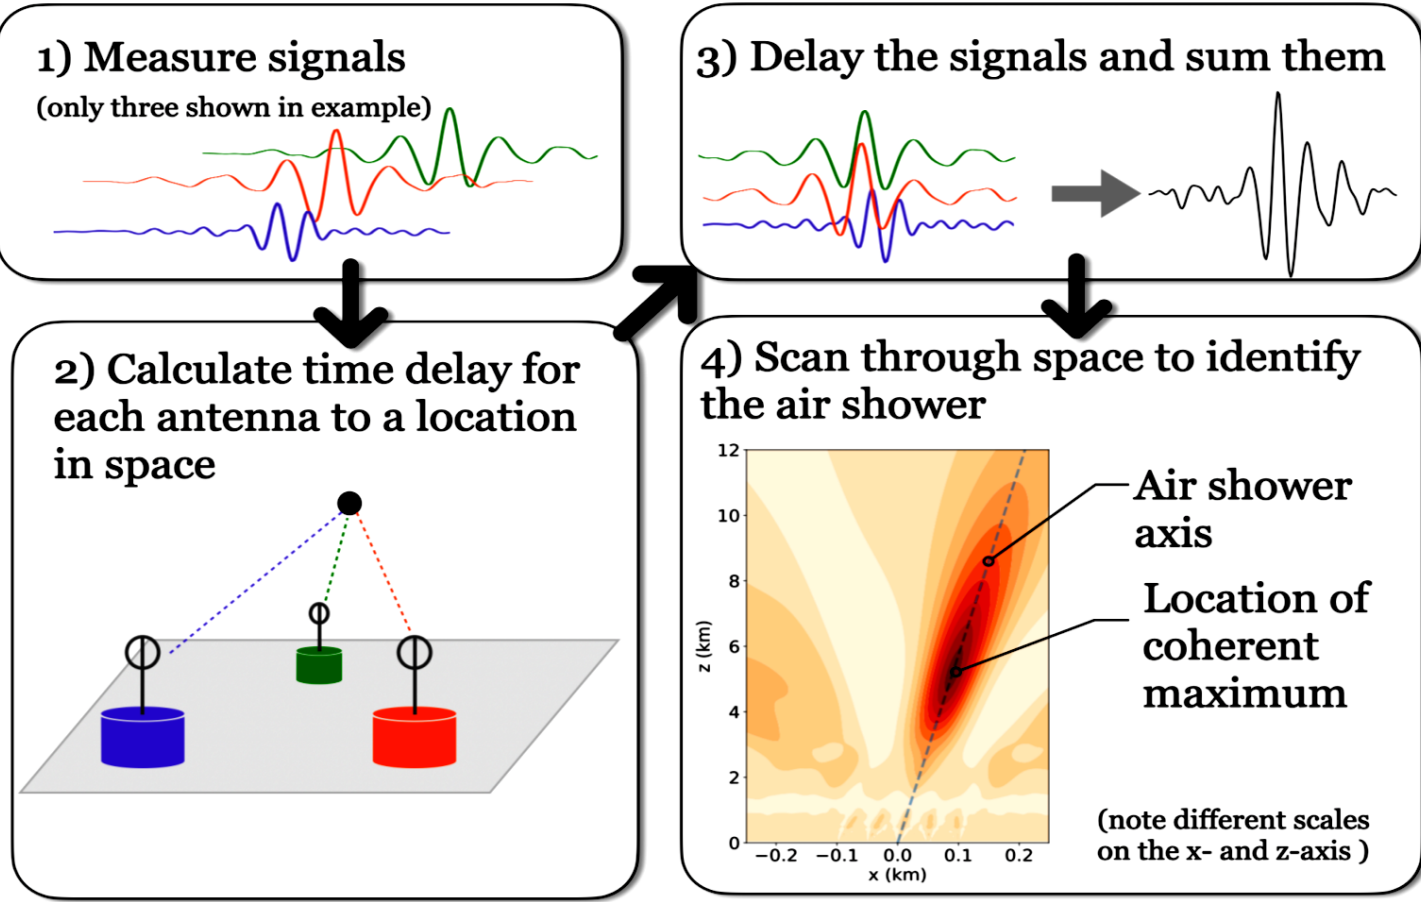 1) Measure signals
(only three shown in example)
2) Calculate time delay for
each antenna to a location
in space
3) Delay the signals and sum them
4) Scan through space to identify
the air shower
12
10
8
6
4
2
0
z (km)
−0.2 −0.1 0.0 0.1 0.2
x (km)
Air shower
axis
Location of
coherent
maximum
(note different scales
on the x- and z-axis )